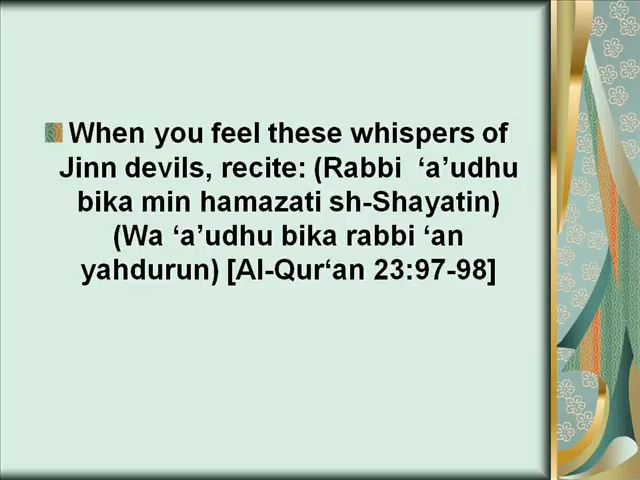 When you feel these whispers of
Jinn devils, recite: (Rabbi ‘a’udhu
bika min hamazati sh-Shayatin)
(Wa ‘a’udhu bika rabbi ‘an
yahdurun) [Al-Qur‘an 23:97-98]